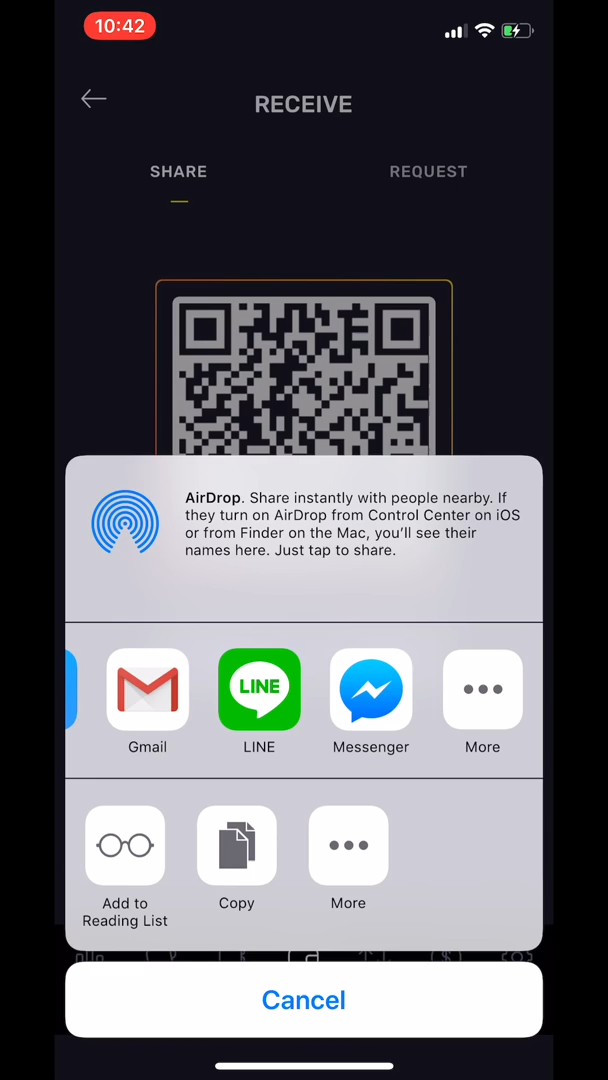 10:42
RECEIVE
SHARE
REQUEST
AirDrop. Share instantly with people nearby. If
they turn on AirDrop from Control Center on iOS
or from Finder on the Mac, you’ll see their
names here. Just tap to share.
LINE
Gmail
LINE
Messenger
More
Add to
Reading List
Copy
More
Cancel